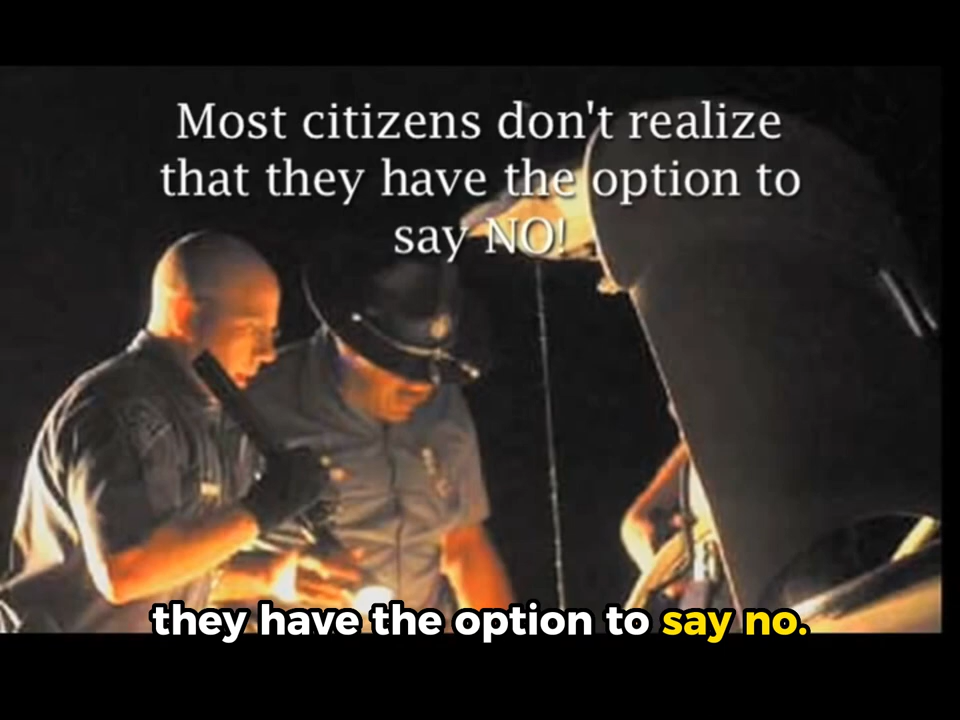 Most citizens don't realize
that they have the option to
say NO!
they have the option to say no.